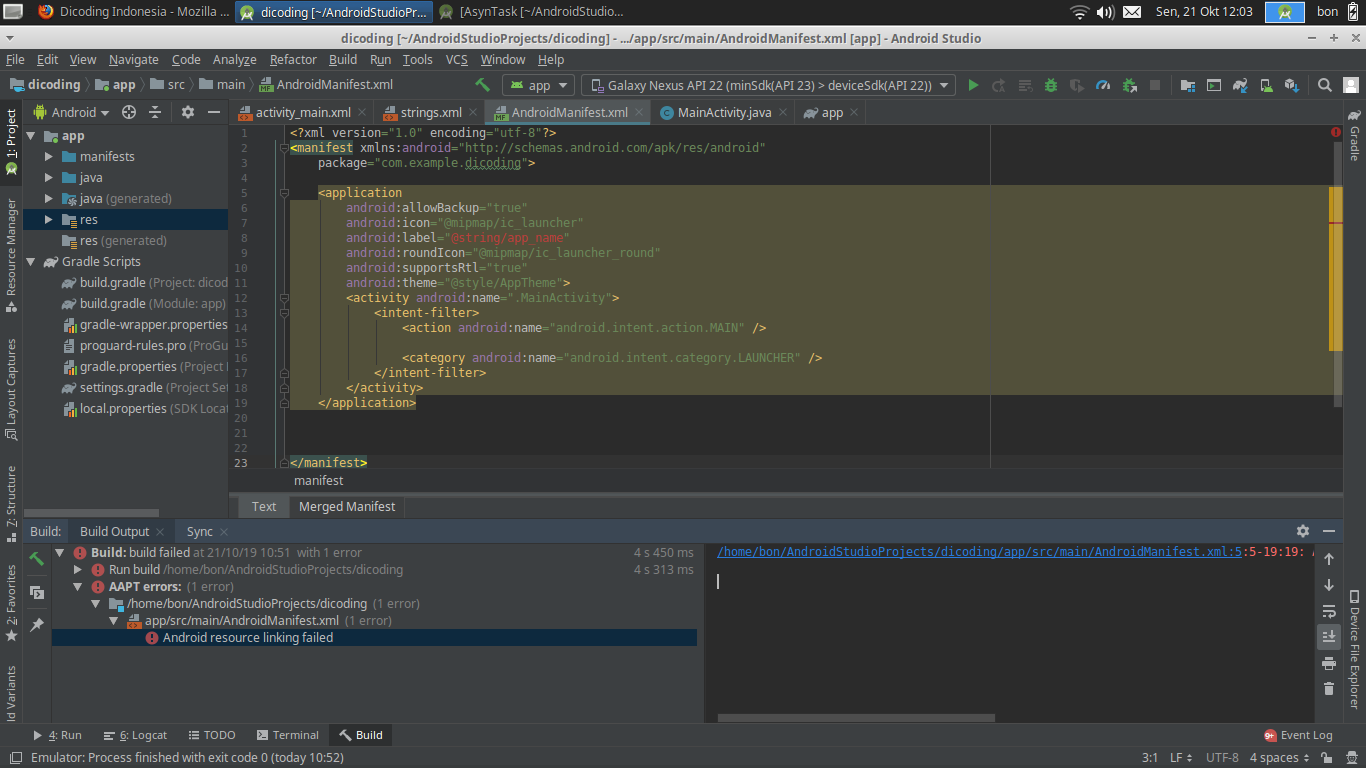 Dicoding Indonesia - Mozilla ...
dicoding [~/AndroidStudioPr...
[AsynTask [~/AndroidStudio...
Sen, 21 Okt 12:03
bon
dicoding [~/AndroidStudioProjects/dicoding] - .../app/src/main/AndroidManifest.xml [app] - Android Studio
File Edit View Navigate Code Analyze Refactor Build Run Tools VCS Window Help
dicoding app src main AndroidManifest.xml
app
Galaxy Nexus API 22 (minSdk(API 23) > deviceSdk(API 22))
1: Project
Resource Manager
Layout Captures
Z: Structure
2: Favorites
ld Variants
Android
app
manifests
java
java (generated)
res
res (generated)
Gradle Scripts
build.gradle (Project: dicod
build.gradle (Module: app)
gradle-wrapper.properties
proguard-rules.pro (ProGu
gradle.properties (Project
settings.gradle (Project Set
local.properties (SDK Locat
activity_main.xml strings.xml AndroidManifest.xml MainActivity.java app
1 <?xml version="1.0" encoding="utf-8"?>
2 <manifest xmlns:android="http://schemas.android.com/apk/res/android"
3 package="com.example.dicoding">
4
5 <application
6 android:allowBackup="true"
7 android:icon="@mipmap/ic_launcher"
8 android:label="@string/app_name"
9 android:roundIcon="@mipmap/ic_launcher_round"
10 android:supportsRtl="true"
11 android:theme="@style/AppTheme">
12 <activity android:name=".MainActivity">
13 <intent-filter>
14 <action android:name="android.intent.action.MAIN" />
15
16 <category android:name="android.intent.category.LAUNCHER" />
17 </intent-filter>
18 </activity>
19 </application>
20
21
22
23 </manifest>
manifest
Text Merged Manifest
Gradle
Device File Explorer
Build: Build Output Sync
Build: build failed at 21/10/19 10:51 with 1 error 4 s 450 ms
Run build /home/bon/AndroidStudioProjects/dicoding 4 s 313 ms
AAPT errors: (1 error)
/home/bon/AndroidStudioProjects/dicoding (1 error)
app/src/main/AndroidManifest.xml (1 error)
Android resource linking failed
/home/bon/AndroidStudioProjects/dicoding/app/src/main/AndroidManifest.xml:5:5-19:19:
4: Run 6: Logcat TODO Terminal Build
9+ Event Log
Emulator: Process finished with exit code 0 (today 10:52)
3:1 LF UTF-8 4 spaces